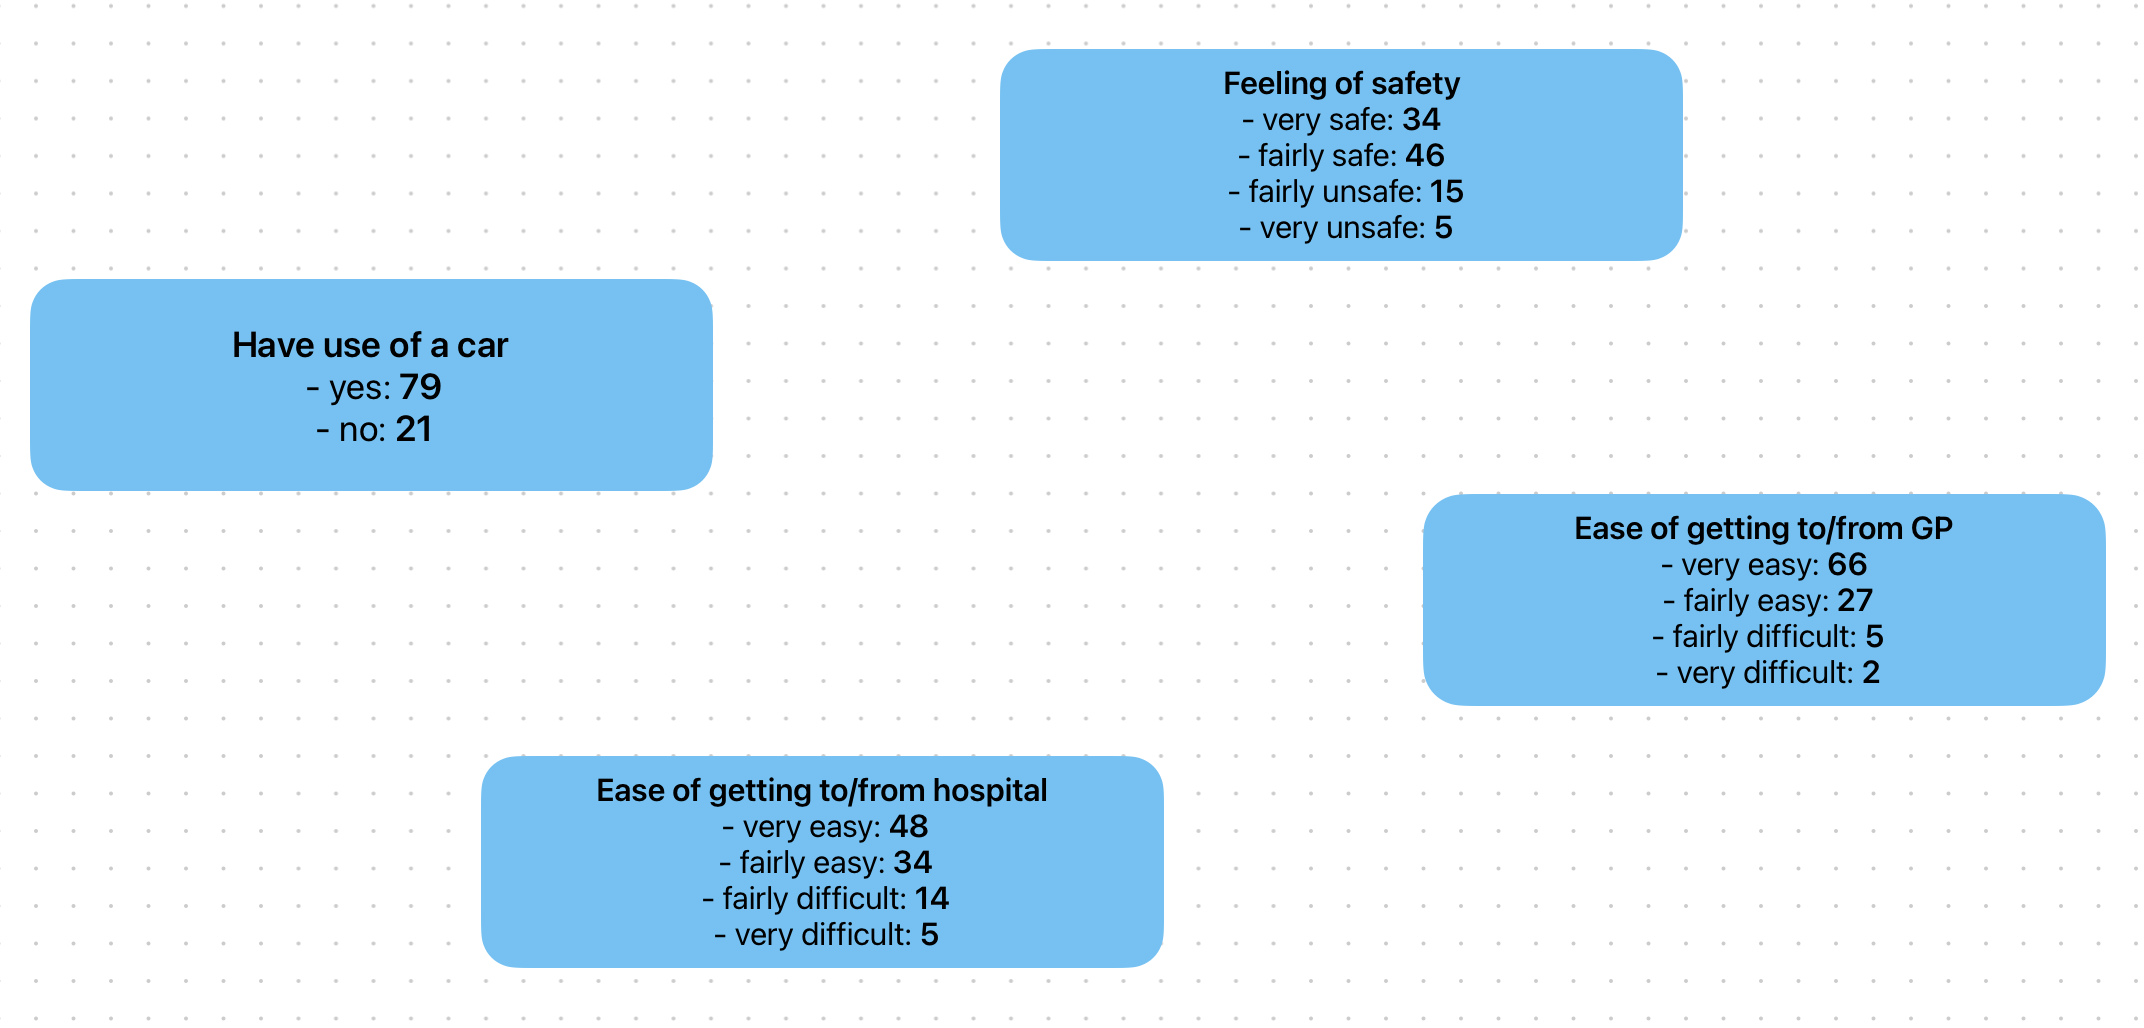 Feeling of safety
- very safe: 34
- fairly safe: 46
- fairly unsafe: 15
- very unsafe: 5
Have use of a car
- yes: 79
- no: 21
Ease of getting to/from GP
- very easy: 66
- fairly easy: 27
- fairly difficult: 5
- very difficult: 2
Ease of getting to/from hospital
- very easy: 48
- fairly easy: 34
- fairly difficult: 14
- very difficult: 5